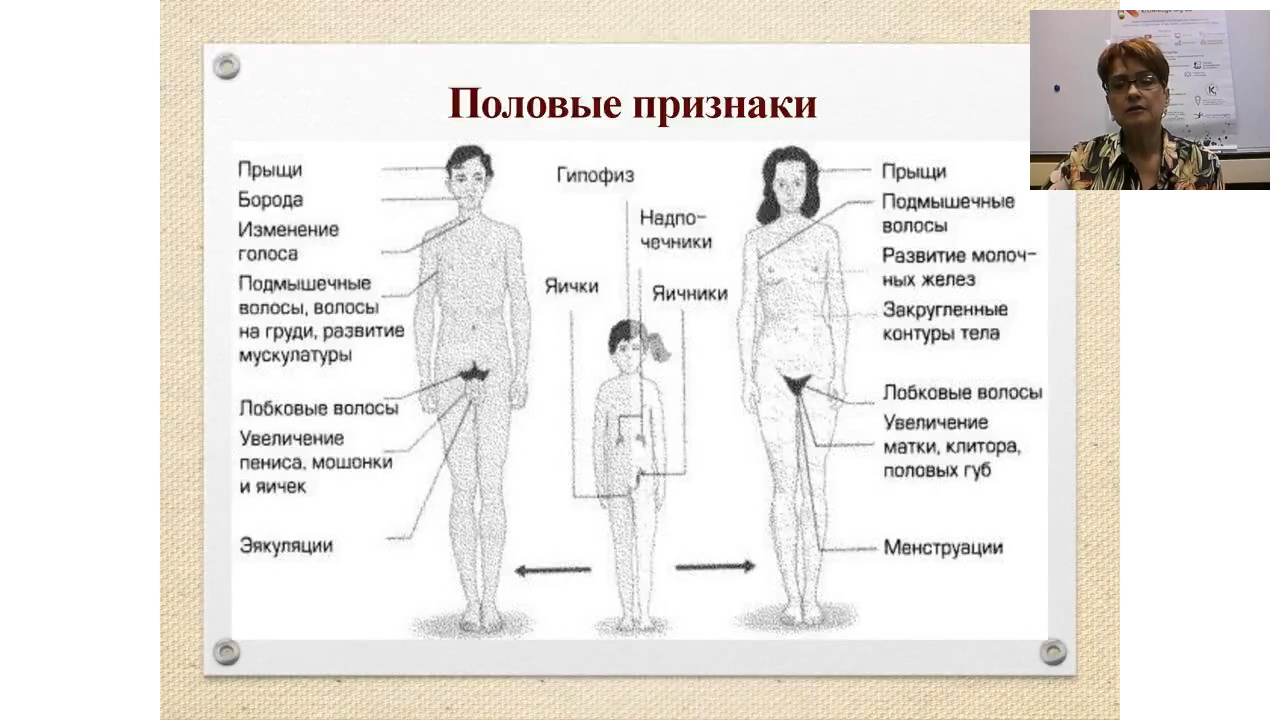 Половые признаки
Прыщи
Борода
Изменение
голоса
Подмышечные
волосы, волосы
на груди, развитие
мускулатуры
Лобковые волосы
Увеличение
пениса, мошонки
и яичек
Эякуляции
Гипофиз
Надпо-
чечники
Яички
Яичники
Прыщи
Подмышечные
волосы
Развитие молоч-
ных желез
Закругленные
контуры тела
Лобковые волосы
Увеличение
матки, клитора,
половых губ
Менструации